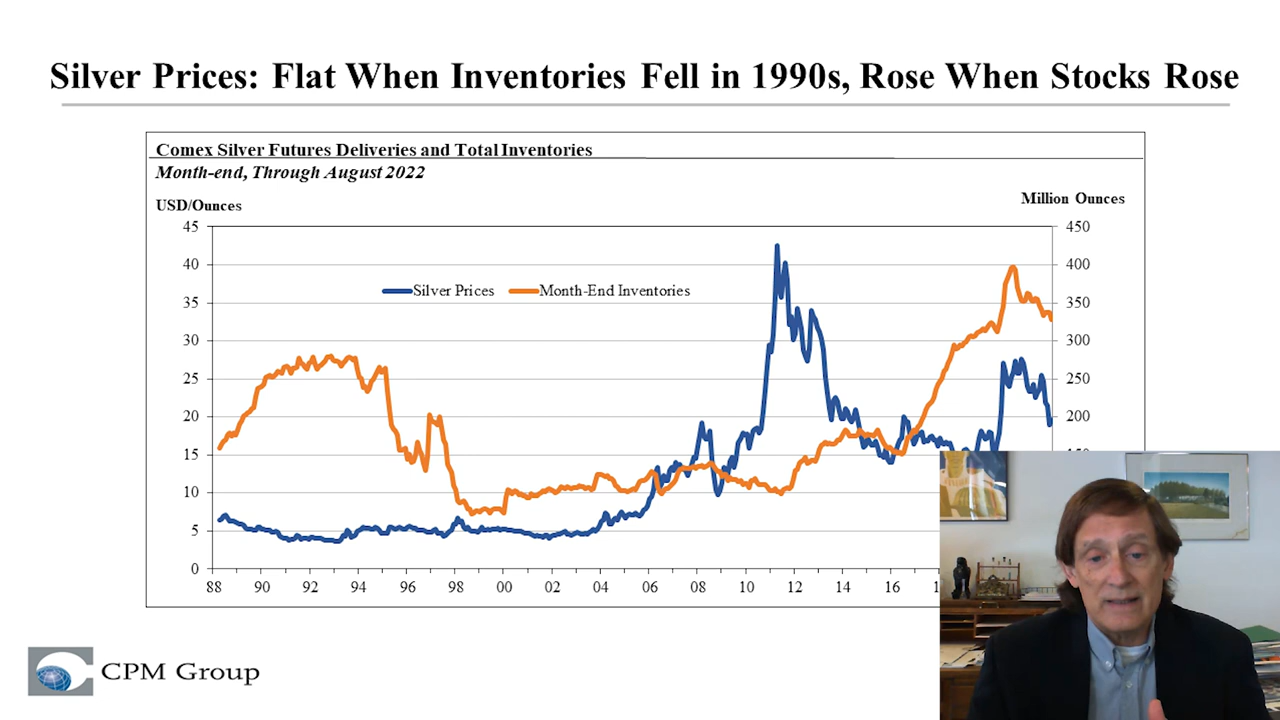 Silver Prices: Flat When Inventories Fell in 1990s, Rose When Stocks Rose
Comex Silver Futures Deliveries and Total Inventories
Month-end, Through August 2022
USD/Ounces
Million Ounces
45
450
40
400
35
350
30
300
25
250
20
200
15
10
5
0
Silver Prices
Month-End Inventories
88 90 92 94 96 98 00 02 04 06 08 10 12 14 16
CPM Group